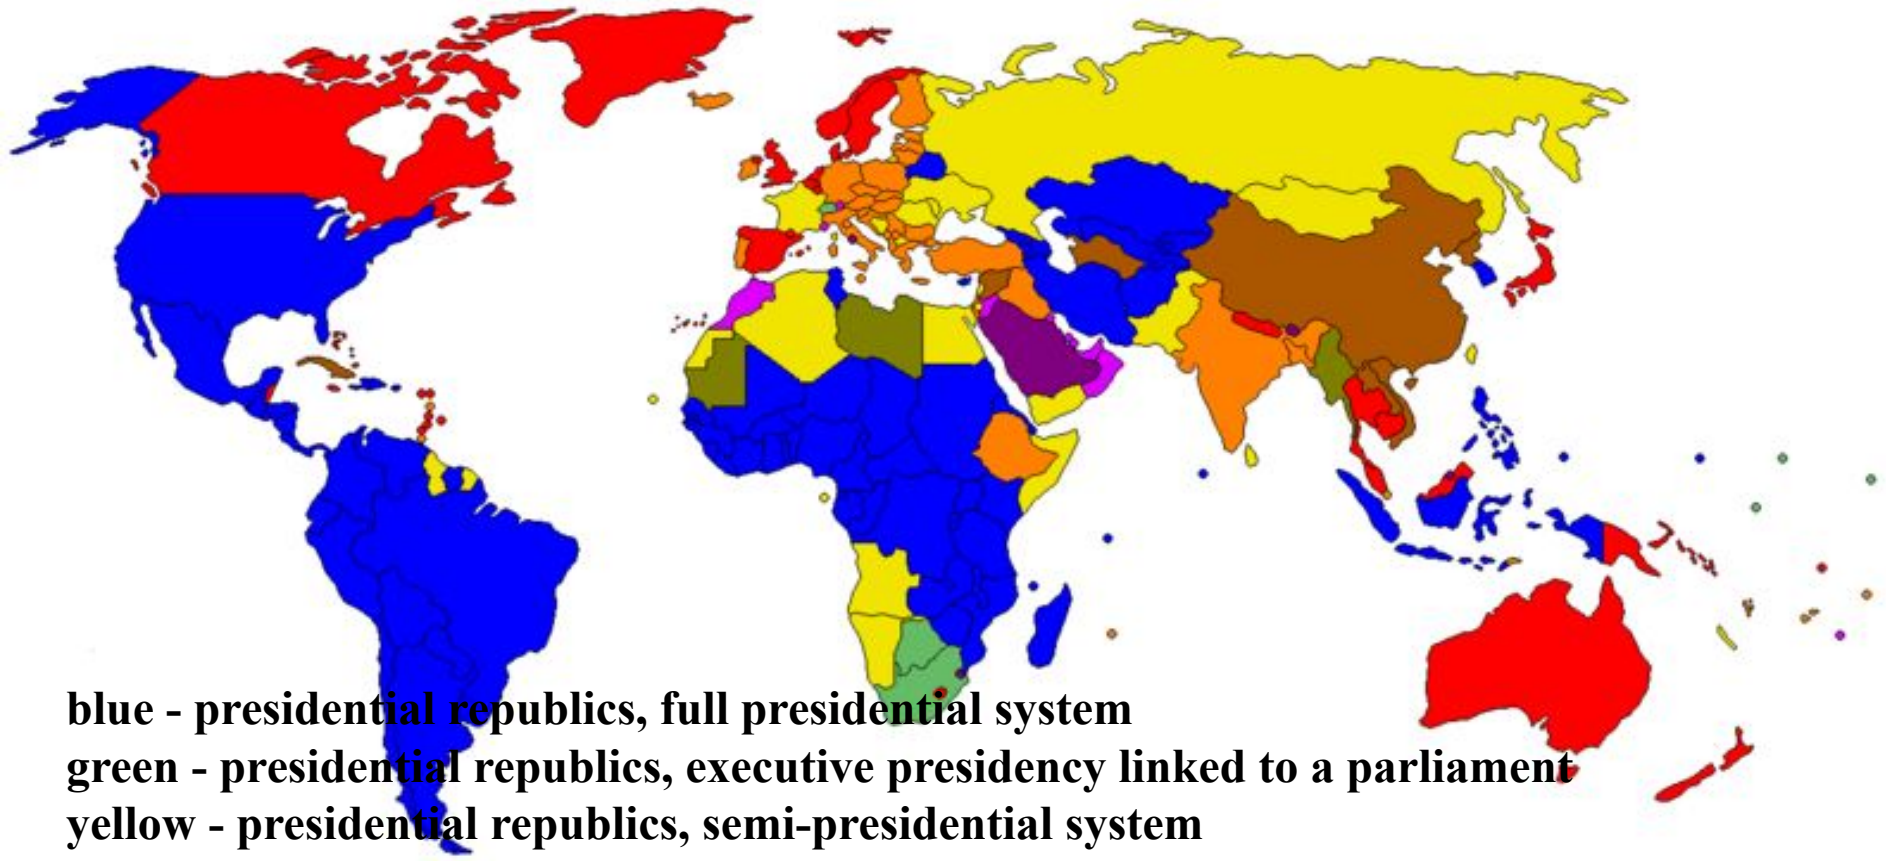 blue - presidential republics, full presidential system
green - presidential republics, executive presidency linked to a parliament
yellow - presidential republics, semi-presidential system